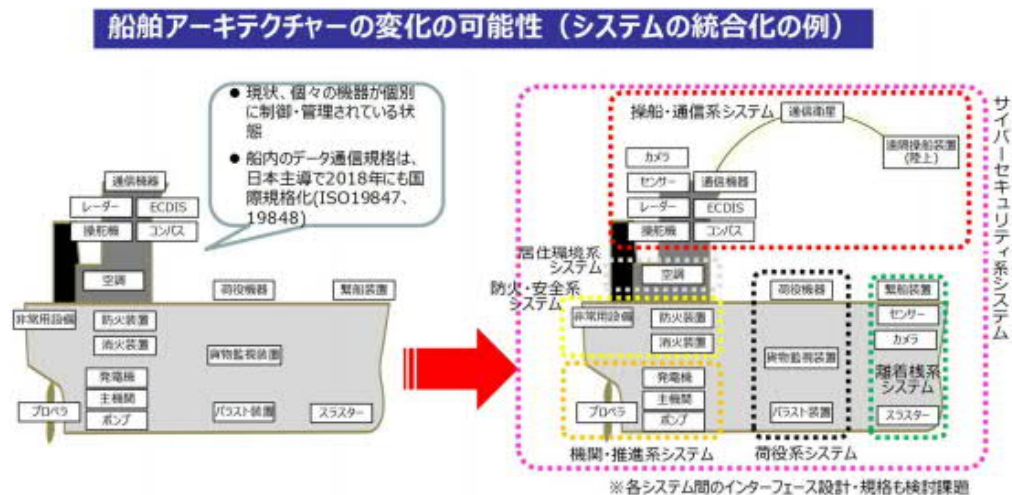 船舶アーキテクチャーの変化の可能性（システムの統合化の例）
● 現状、個々の機器が個別
に制御・管理されている状
態
● 船内のデータ通信規格は、
日本主導で2018年にも国
際規格化(ISO19847、
19848)
通信機器
レーダー
ECDIS
操舵機
コンパス
空調
荷役機器
繋船装置
非常用設備
防火装置
消火装置
貨物監視装置
発電機
主機関
プロペラ
ポンプ
バラスト装置
スラスター
操船・通信系システム
通信衛星
遠隔操船装置
(陸上)
カメラ
センサー
通信機器
レーダー
ECDIS
操舵機
コンパス
サイバーセキュリティ系システム
居住環境系
システム
空調
防火・安全系
システム
荷役機器
繋船装置
非常用設備
防火装置
消火装置
センサー
カメラ
貨物監視装置
離着桟系
システム
発電機
主機関
プロペラ
ポンプ
バラスト装置
スラスター
機関・推進系システム
荷役系システム
※各システム間のインターフェース設計・規格も検討課題